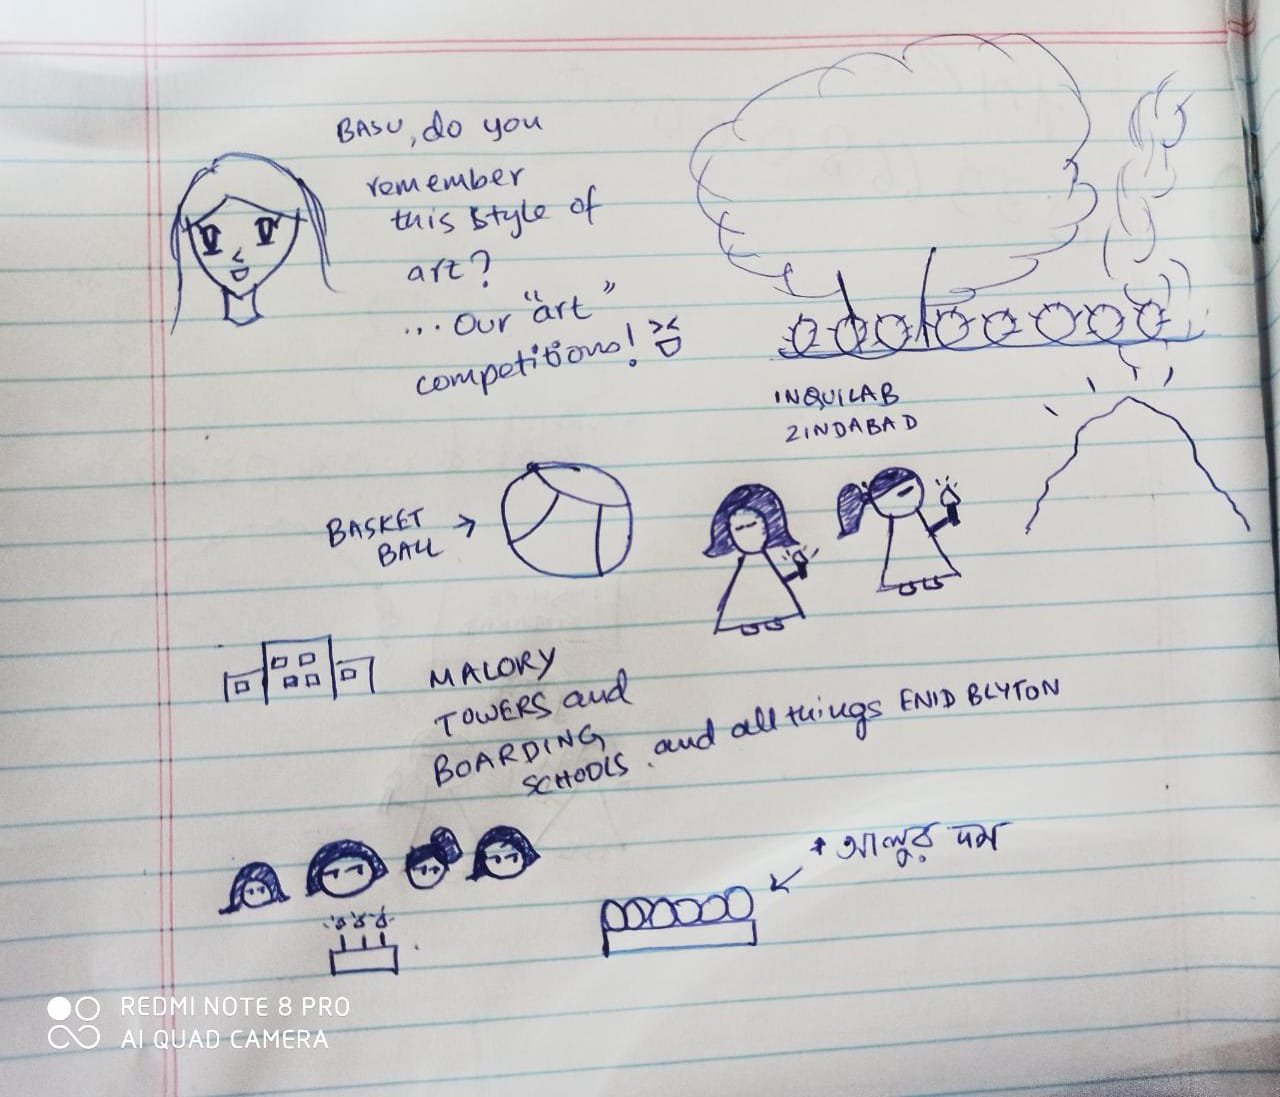 BASU, do you
remember
this style of
art?
... our "art"
competitions!
INQUILAB
ZINDABAD
BASKET
BALL
MALORY
TOWERS and
BOARDING
SCHOOLS. and all things ENID BLYTON
আলুর দম
REDMI NOTE 8 PRO
AI QUAD CAMERA